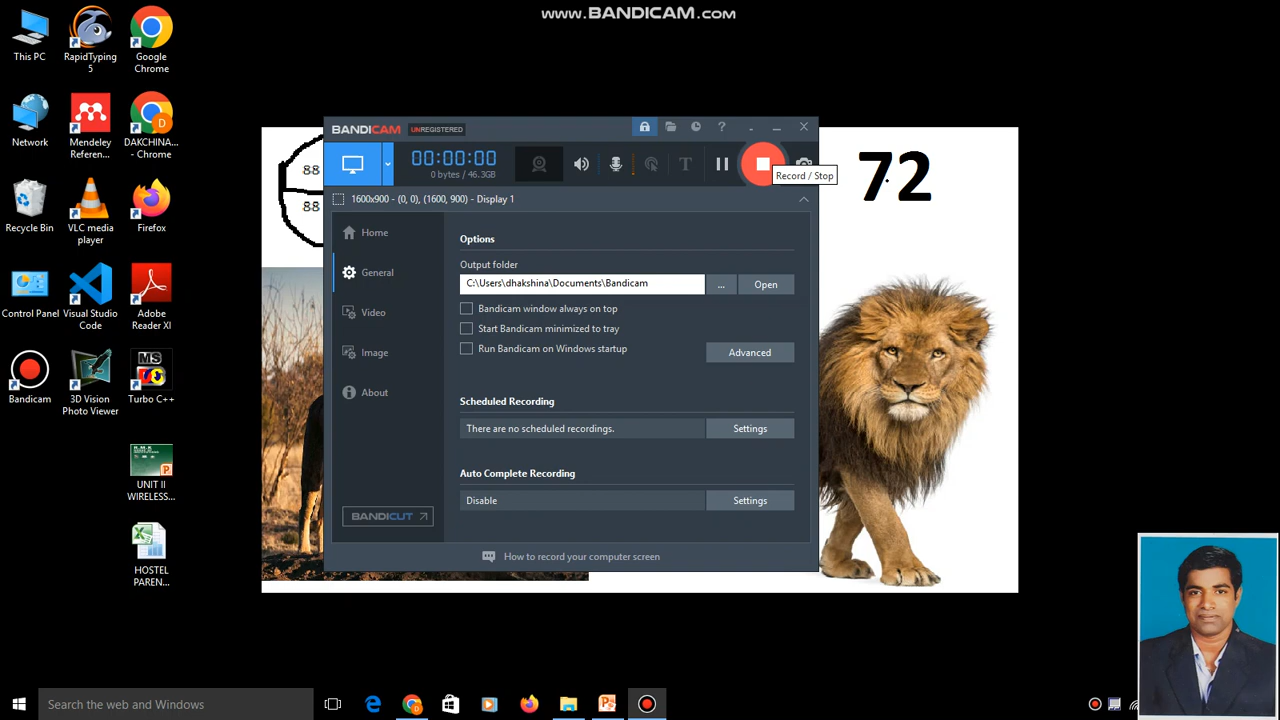 www.BANDICAM.com
This PC
RapidTyping
5
Google
Chrome
Network
Mendeley
Referen...
DAKCHINA...
- Chrome
Recycle Bin
VLC media
player
Firefox
Control Panel
Visual Studio
Code
Adobe
Reader XI
Bandicam
3D Vision
Photo Viewer
MS
Turbo C++
UNIT II
WIRELESS...
HOSTEL
PAREN...
88
88
72
BANDICAM UNREGISTERED
00:00:00
0 bytes / 46.3GB
Record / Stop
1600x900 - (0, 0), (1600, 900) - Display 1
Home
General
Video
Image
About
BANDICUT
Options
Output folder
C:\Users\dhakshina\Documents\Bandicam
...
Open
Bandicam window always on top
Start Bandicam minimized to tray
Run Bandicam on Windows startup
Advanced
Scheduled Recording
There are no scheduled recordings.
Settings
Auto Complete Recording
Disable
Settings
How to record your computer screen
Search the web and Windows